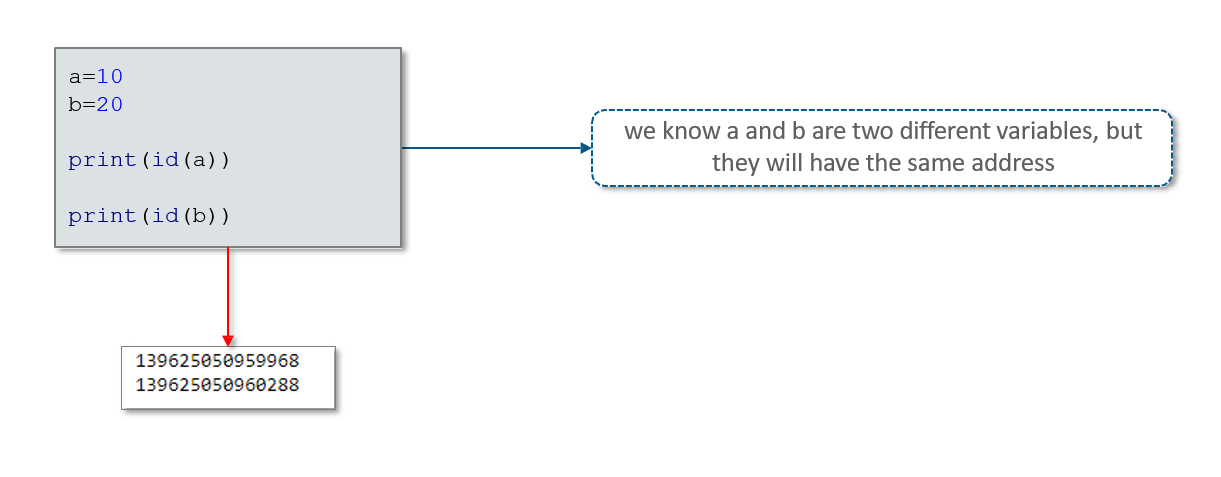 a=10
b=20
print(id(a))
print(id(b))
we know a and b are two different variables, but
they will have the same address
139625050959968
139625050960288